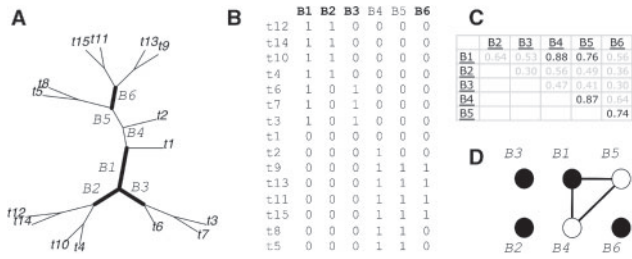 A
t15
t11
t13
t9
B6
t8
t5
B5
t2
B4
t1
B1
B2
B3
t12
t14
t10
t4
t6
t3
t7
B
B1 B2 B3 B4 B5 B6
t12 1 1 0 0 0 0
t14 1 1 0 0 0 0
t10 1 1 0 0 0 0
t4 1 1 0 0 0 0
t6 1 0 1 0 0 0
t7 1 0 1 0 0 0
t3 1 0 1 0 0 0
t1 0 0 0 0 0 0
t2 0 0 0 1 0 0
t9 0 0 0 1 1 1
t13 0 0 0 1 1 1
t11 0 0 0 1 1 1
t15 0 0 0 1 1 1
t8 0 0 0 1 1 0
t5 0 0 0 1 1 0
C
B2 B3 B4 B5 B6
B1 0.64 0.53 0.88 0.76 0.56
B2 0.30 0.56 0.49 0.36
B3 0.47 0.41 0.30
B4 0.87 0.64
B5 0.74
D
B3 B1 B5
B2 B4 B6